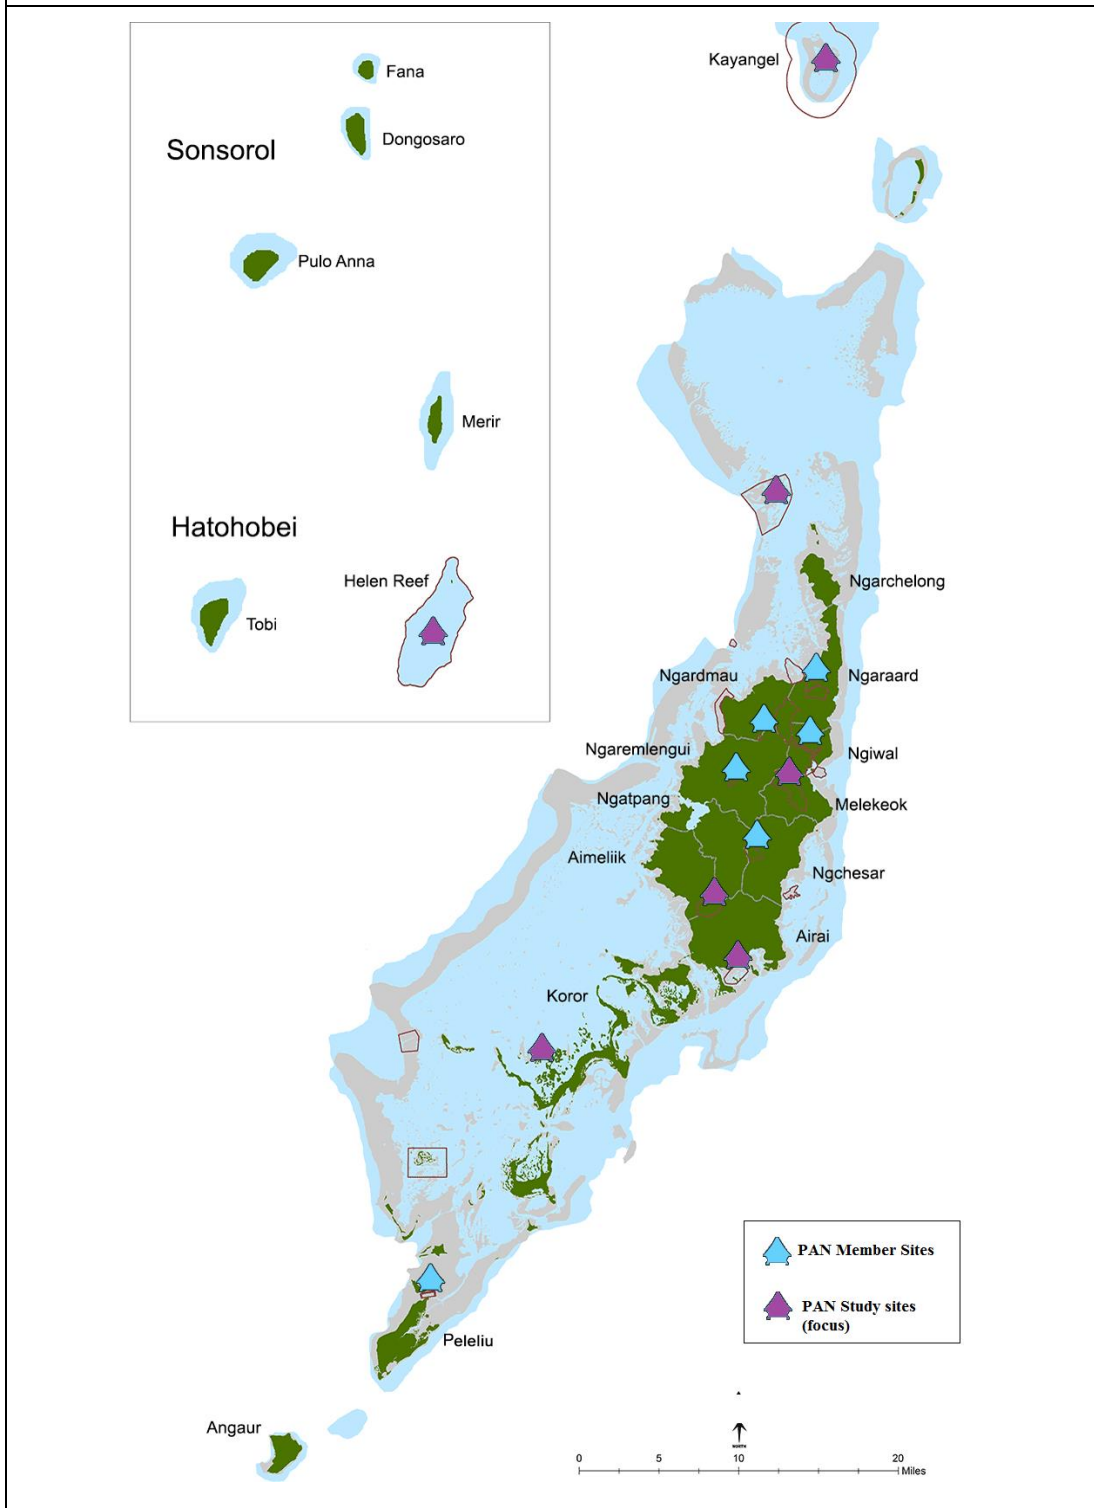 Kayangel
Fana
Dongosaro
Sonsorol
Pulo Anna
Merir
Hatohobei
Helen Reef
Tobi
Ngarchelong
Ngardmau
Ngaraard
Ngaremlengui
Ngiwal
Ngatpang
Melekeok
Aimeliik
Ngchesar
Airai
Koror
PAN Member Sites
PAN Study sites
(focus)
Peleliu
Angaur
NORTH
0 5 10 20
Miles